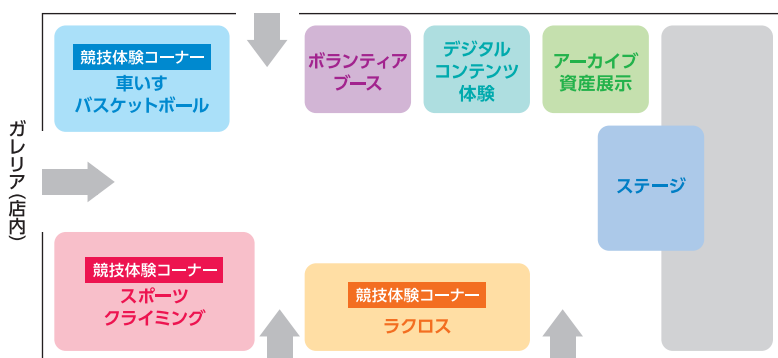 競技体験コーナー
車いす
バスケットボール
ボランティア
ブース
デジタル
コンテンツ
体験
アーカイブ
資産展示
ガレリア(店内)
ステージ
競技体験コーナー
スポーツ
クライミング
競技体験コーナー
ラクロス